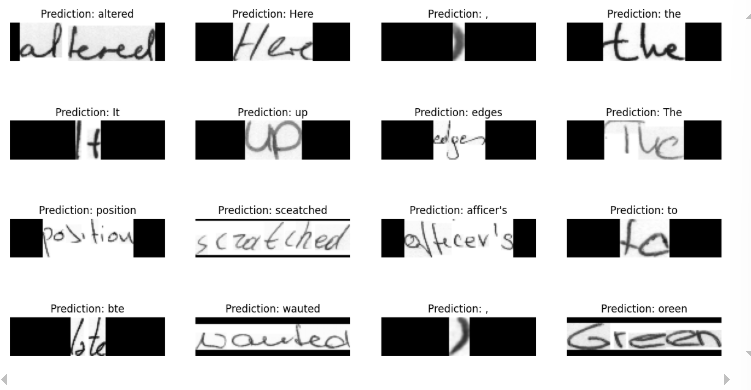 Prediction: altered Prediction: Here Prediction: , Prediction: the
altered Here , the
Prediction: It Prediction: up Prediction: edges Prediction: The
It up edges The
Prediction: position Prediction: sceatched Prediction: afficer's Prediction: to
position scratched officer's to
Prediction: bte Prediction: wauted Prediction: , Prediction: oreen
late wanted , Green